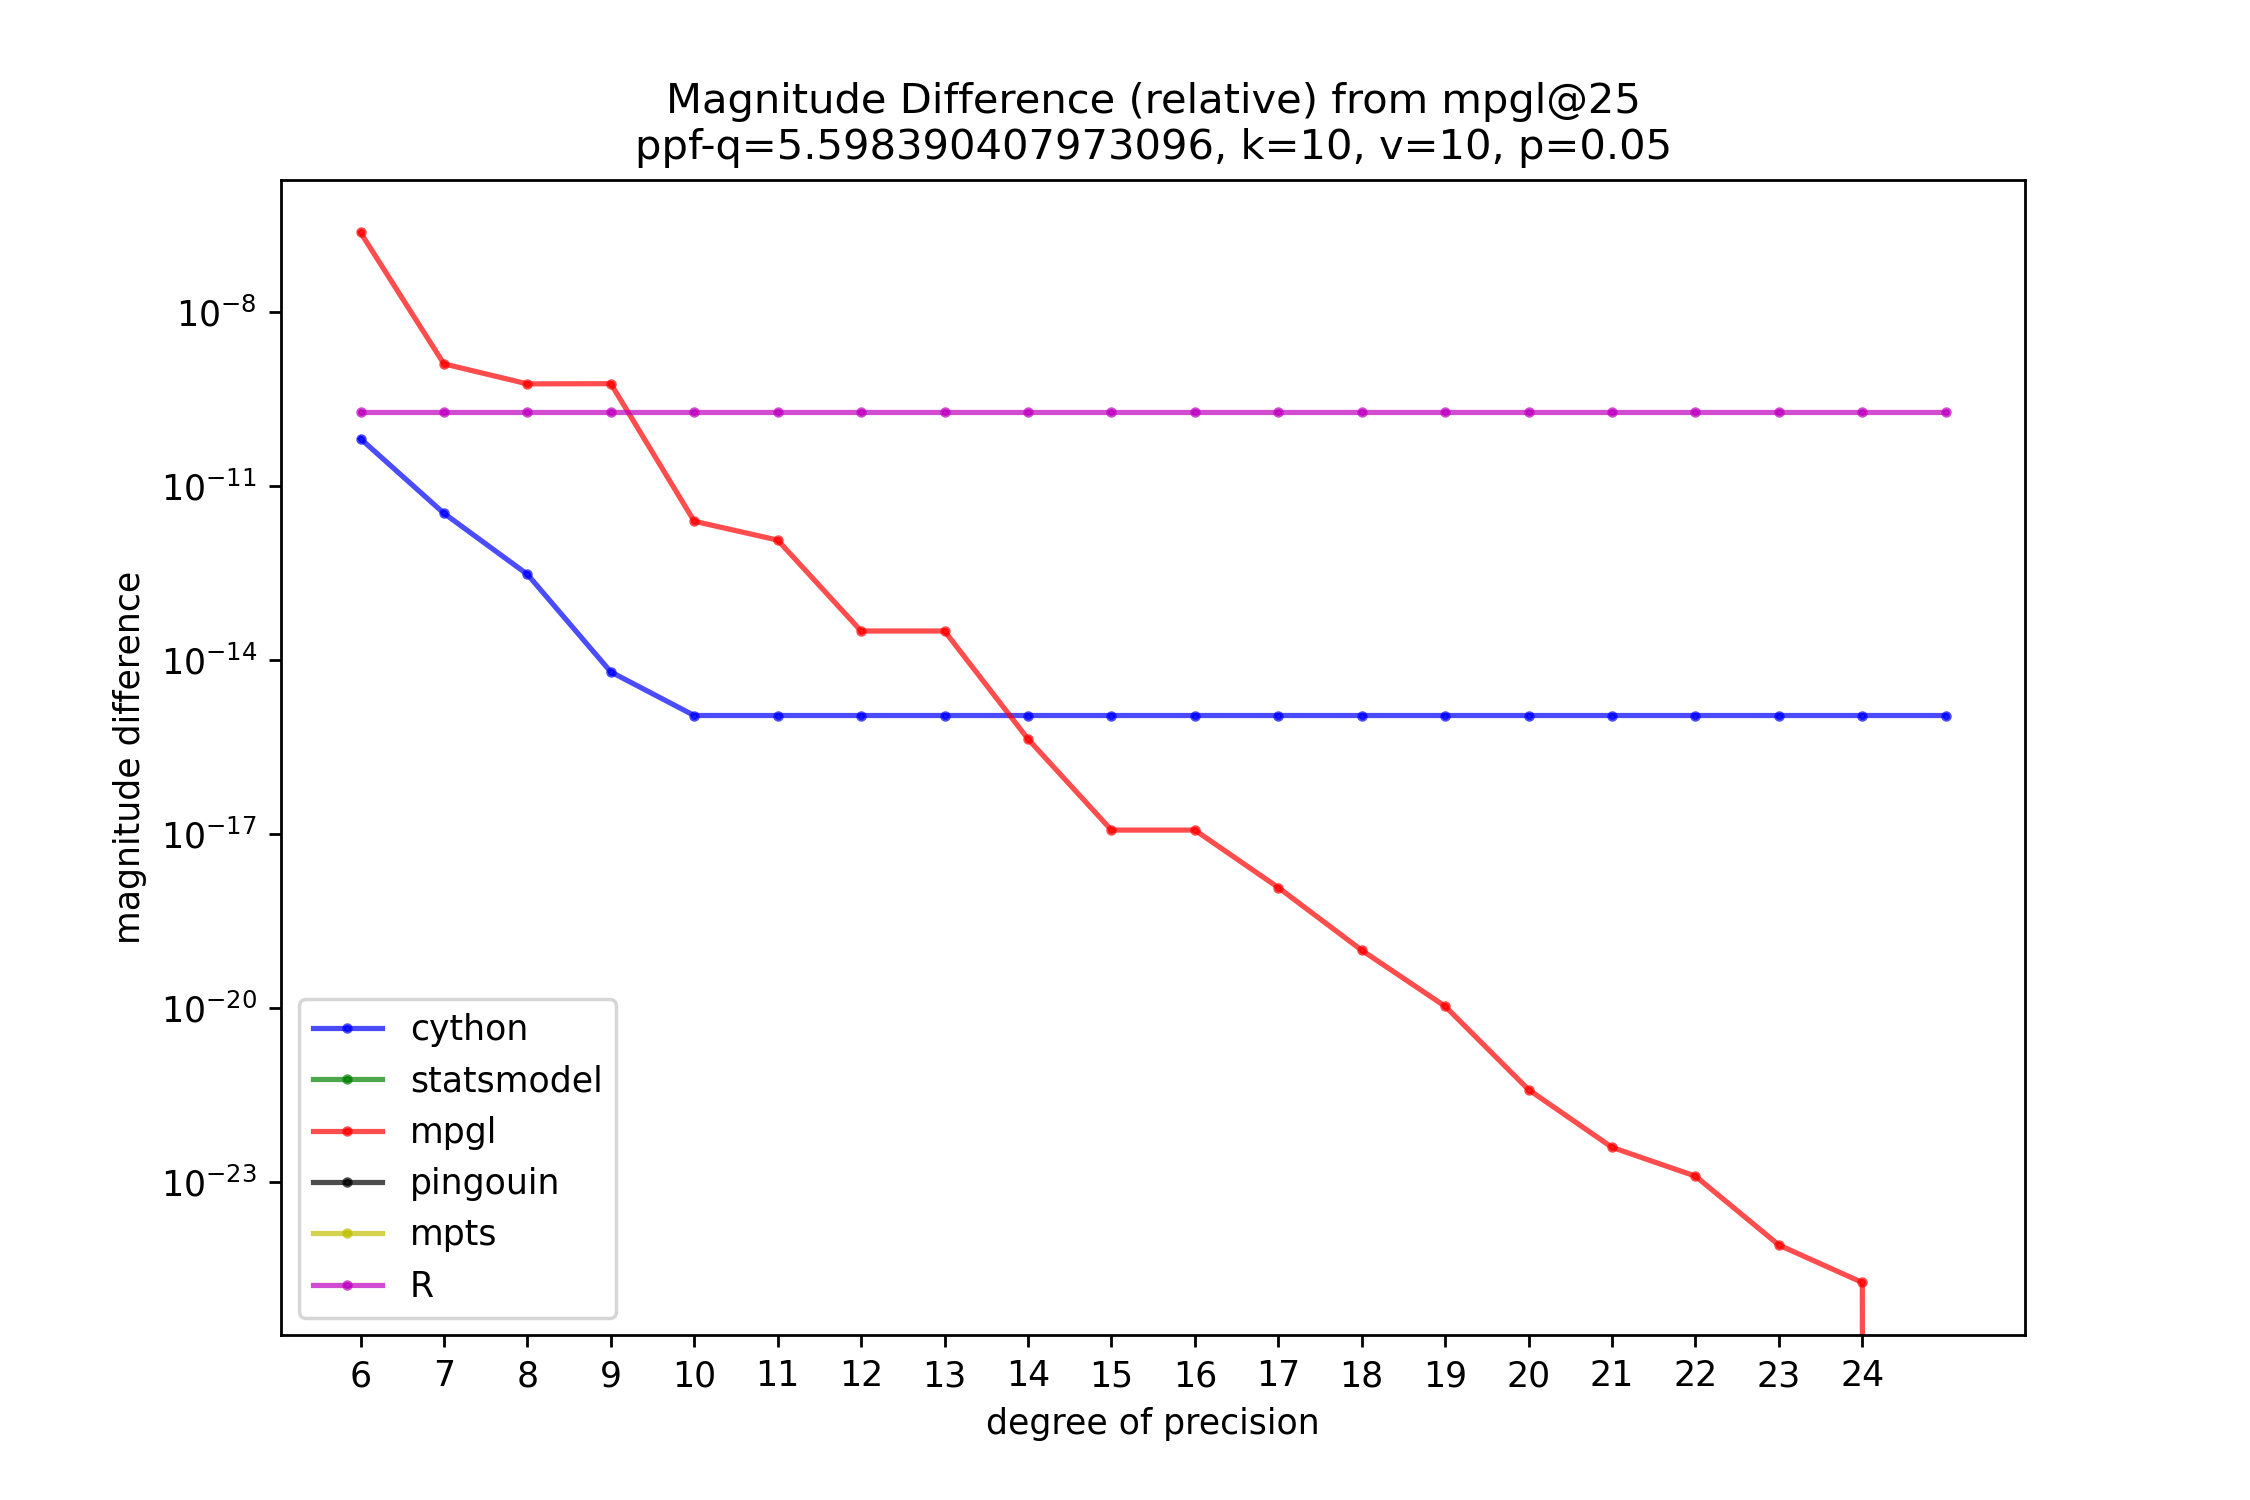 Magnitude Difference (relative) from mpgl@25
ppf-q=5.598390407973096, k=10, v=10, p=0.05
magnitude difference
10⁻⁸
10⁻¹¹
10⁻¹⁴
10⁻¹⁷
10⁻²⁰
10⁻²³
cython
statsmodel
mpgl
pingouin
mpts
R
6 7 8 9 10 11 12 13 14 15 16 17 18 19 20 21 22 23 24
degree of precision